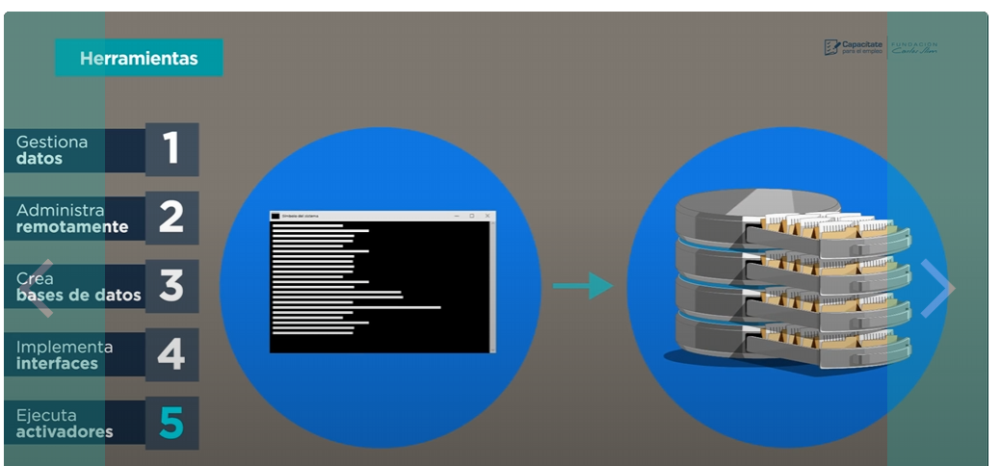 Herramientas
Capacítate
para el empleo
FUNDACIÓN
Carlos Slim
Gestiona
datos
1
Administra
remotamente
2
Crea
bases de datos
3
Implementa
interfaces
4
Ejecuta
activadores
5
Símbolo del sistema